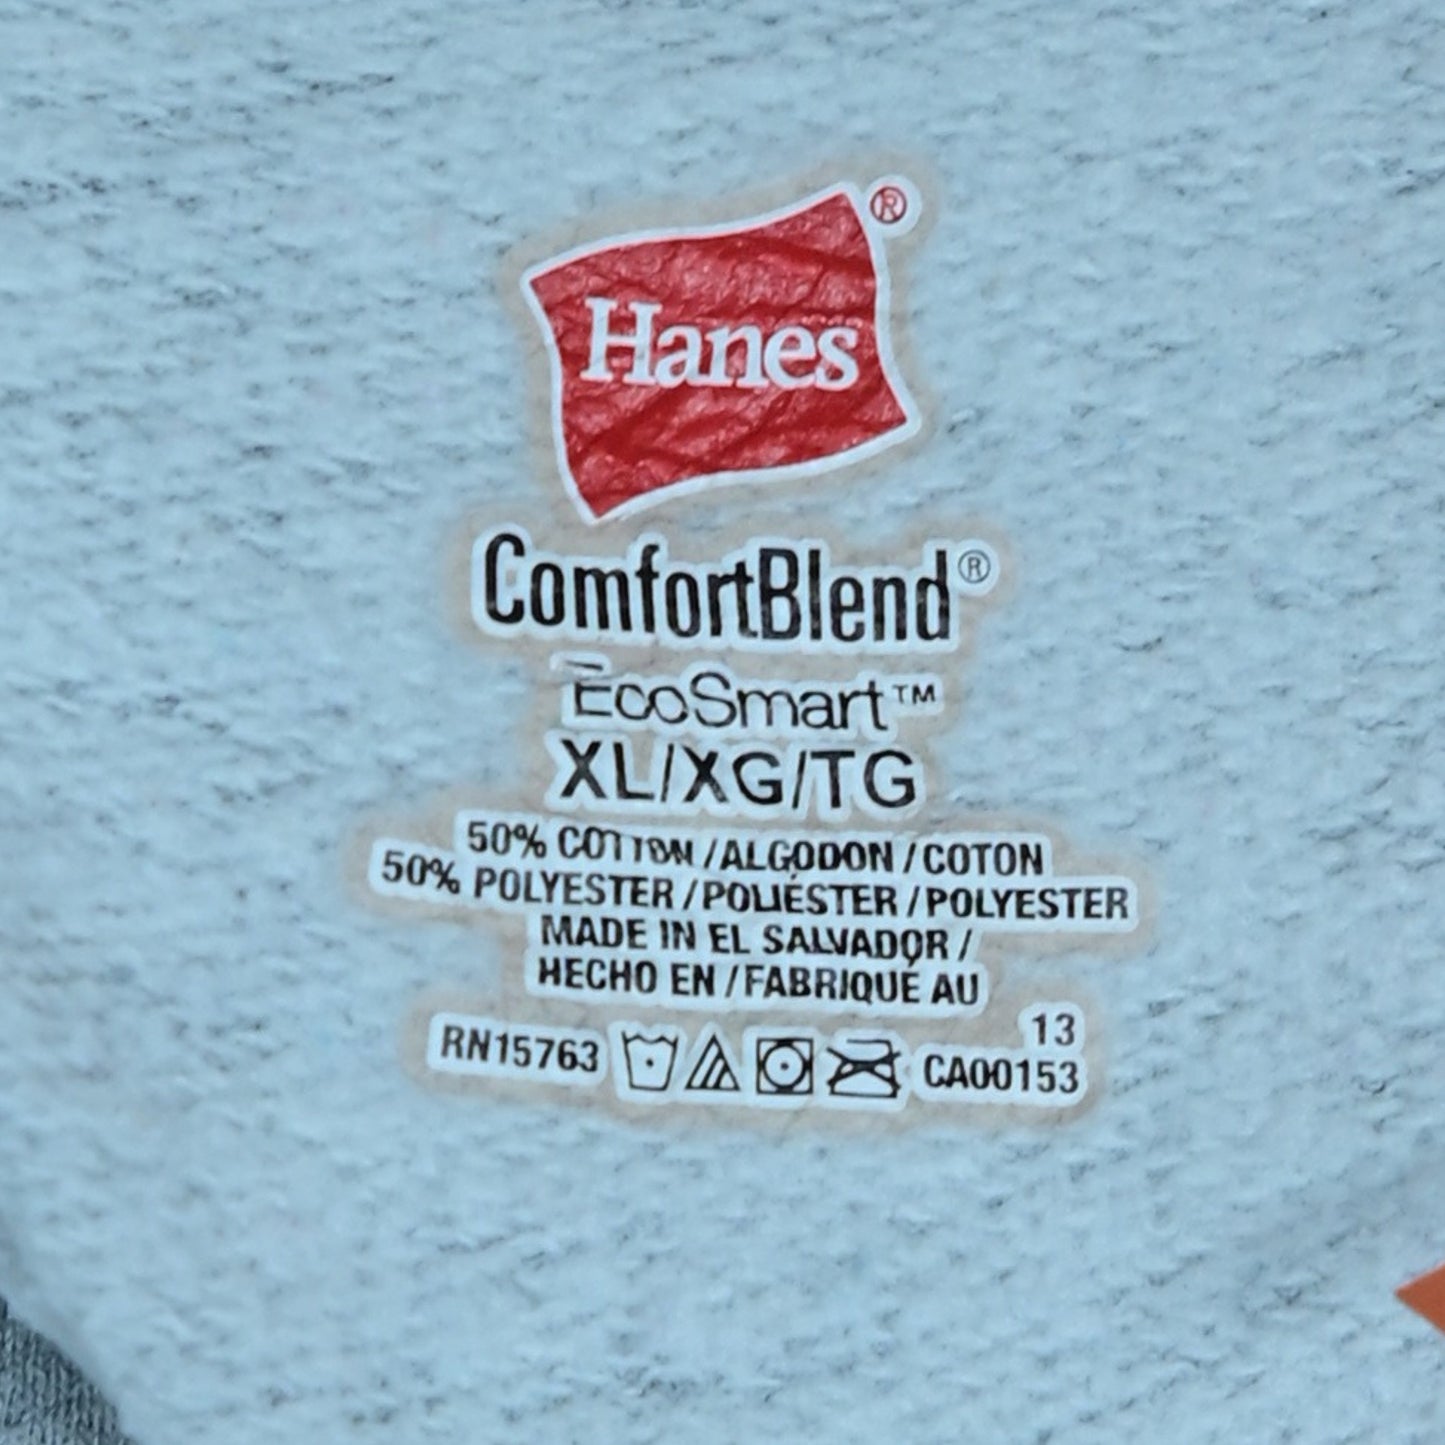 Hanes®
ComfortBlend®
EcoSmart™
XL/XG/TG
50% COTTON / ALGODON / COTON
50% POLYESTER / POLIÉSTER / POLYESTER
MADE IN EL SALVADOR /
HECHO EN / FABRIQUÉ AU
13
RN15763 CA00153